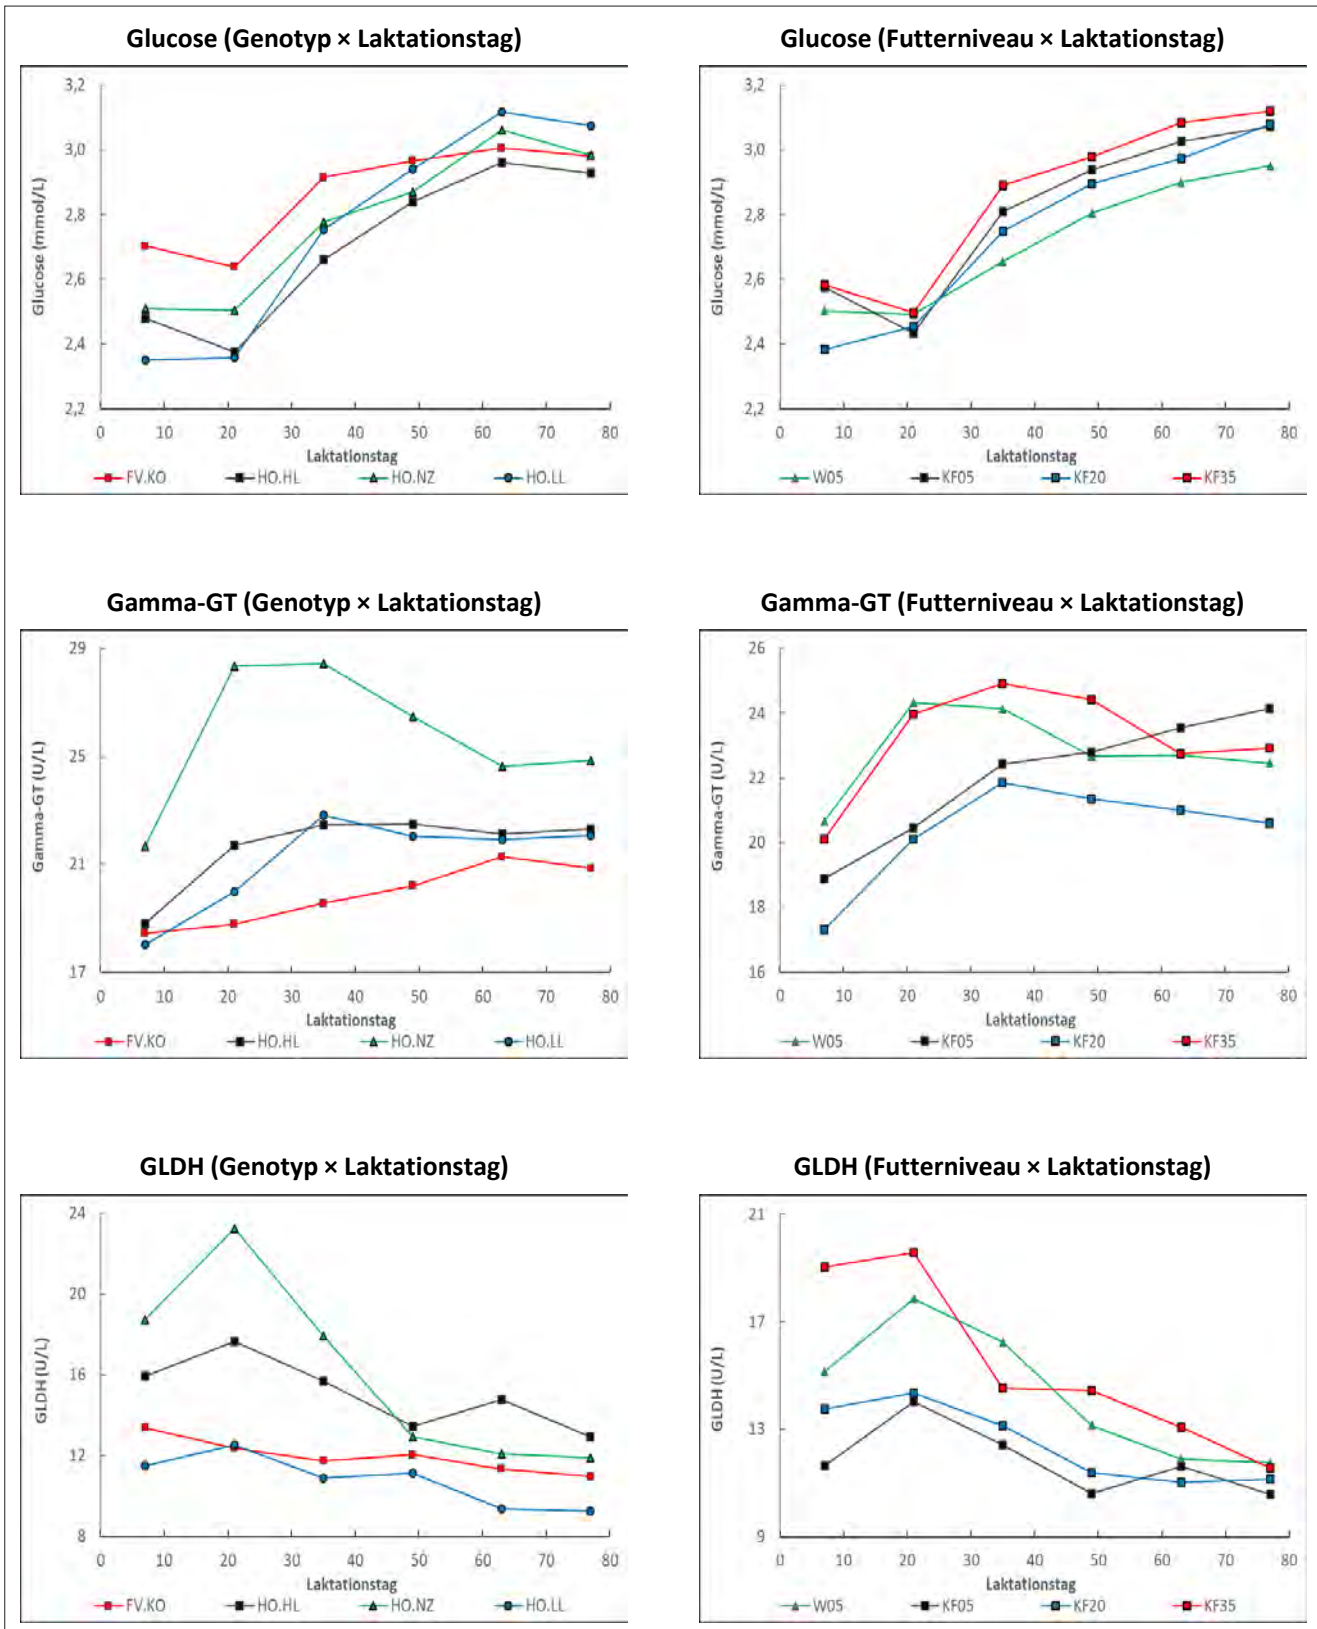 Glucose (Genotyp × Laktationstag)
3,2
3,0
2,8
2,6
2,4
2,2
Glucose (mmol/L)
0 10 20 30 40 50 60 70 80
Laktationstag
FV.KO HO.HL HO.NZ HO.LL
Glucose (Futterniveau × Laktationstag)
3,2
3,0
2,8
2,6
2,4
2,2
Glucose (mmol/L)
0 10 20 30 40 50 60 70 80
Laktationstag
W05 KF05 KF20 KF35
Gamma-GT (Genotyp × Laktationstag)
29
25
21
17
Gamma-GT (U/L)
0 10 20 30 40 50 60 70 80
Laktationstag
FV.KO HO.HL HO.NZ HO.LL
Gamma-GT (Futterniveau × Laktationstag)
26
24
22
20
18
16
Gamma-GT (U/L)
0 10 20 30 40 50 60 70 80
Laktationstag
W05 KF05 KF20 KF35
GLDH (Genotyp × Laktationstag)
24
20
16
12
8
GLDH (U/L)
0 10 20 30 40 50 60 70 80
Laktationstag
FV.KO HO.HL HO.NZ HO.LL
GLDH (Futterniveau × Laktationstag)
21
17
13
9
GLDH (U/L)
0 10 20 30 40 50 60 70 80
Laktationstag
W05 KF05 KF20 KF35